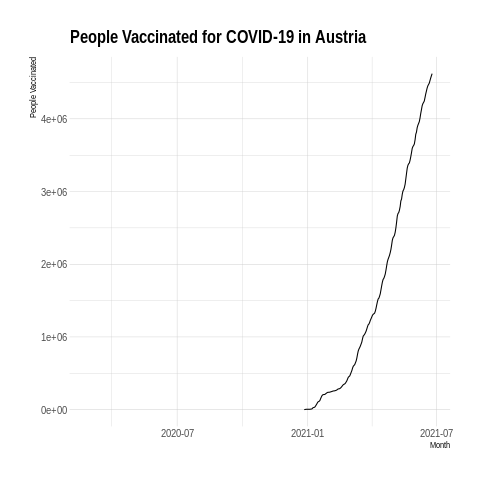 People Vaccinated for COVID-19 in Austria
People Vaccinated
4e+06
3e+06
2e+06
1e+06
0e+00
2020-07
2021-01
2021-07
Month